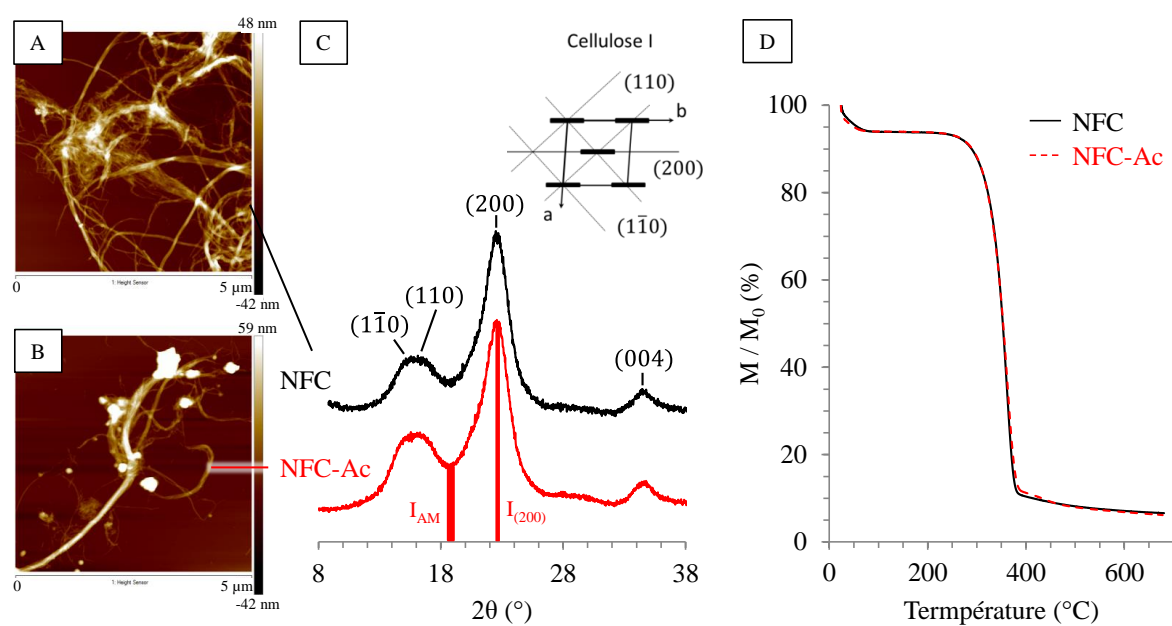 A
48 nm
0
1: Height Sensor
5 µm
-42 nm
B
59 nm
0
1: Height Sensor
5 µm
-42 nm
C
Cellulose I
(110)
b
(200)
a
(11̅0)
(200)
(110)
(11̅0)
(004)
NFC
NFC-Ac
I_AM
I_(200)
8
18
28
38
2θ (°)
D
NFC
NFC-Ac
100
80
60
40
20
0
M / M₀ (%)
0
200
400
600
Termpérature (°C)